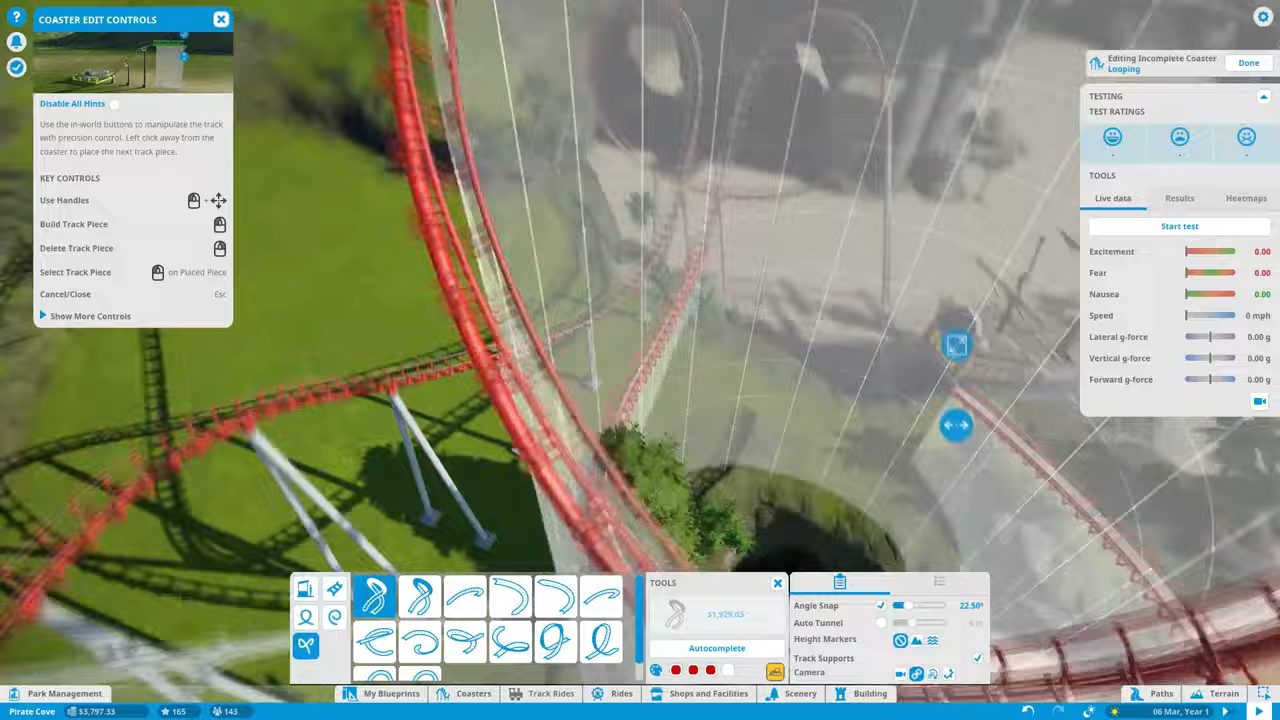 COASTER EDIT CONTROLS
Disable All Hints
Use the in-world buttons to manipulate the track
with precision control. Left click away from the
coaster to place the next track piece.
KEY CONTROLS
Use Handles
+
Build Track Piece
Delete Track Piece
Select Track Piece on Placed Piece
Cancel/Close Esc
Show More Controls
Editing Incomplete Coaster
Looping
Done
TESTING
TEST RATINGS
- - -
TOOLS
Live data Results Heatmaps
Start test
Excitement 0.00
Fear 0.00
Nausea 0.00
Speed 0 mph
Lateral g-force 0.00 g
Vertical g-force 0.00 g
Forward g-force 0.00 g
TOOLS
Autocomplete
Angle Snap 22.50°
Auto Tunnel
Height Markers
Track Supports
Camera
Park Management
My Blueprints
Coasters
Track Rides
Rides
Shops and Facilities
Scenery
Building
Paths
Terrain
Pirate Cove
$3,797.33
165
143
06 Mar, Year 1